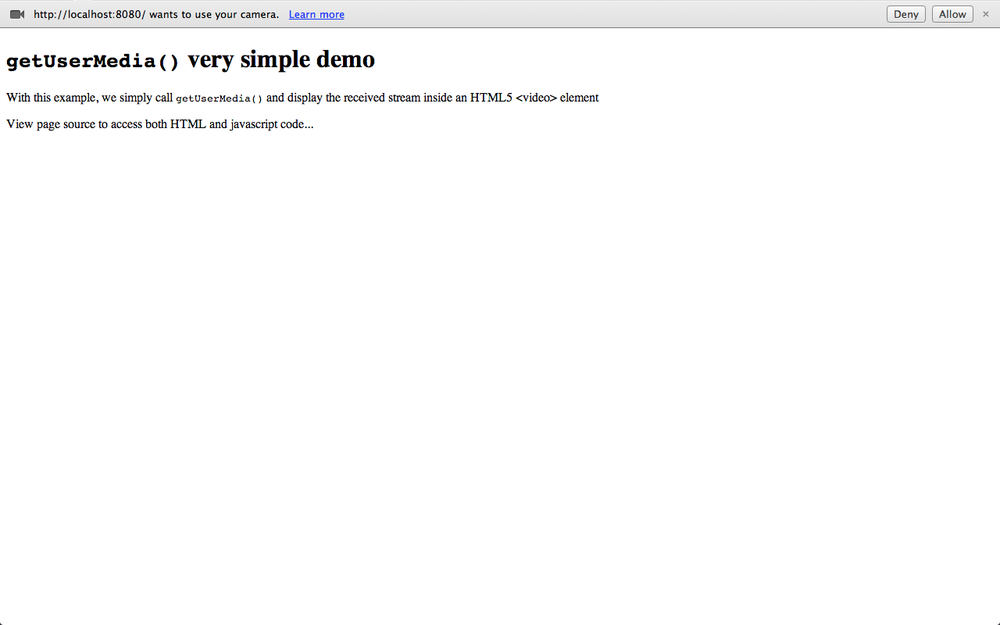 http://localhost:8080/ wants to use your camera. Learn more Deny Allow ×
getUserMedia() very simple demo
With this example, we simply call getUserMedia() and display the received stream inside an HTML5 <video> element
View page source to access both HTML and javascript code...